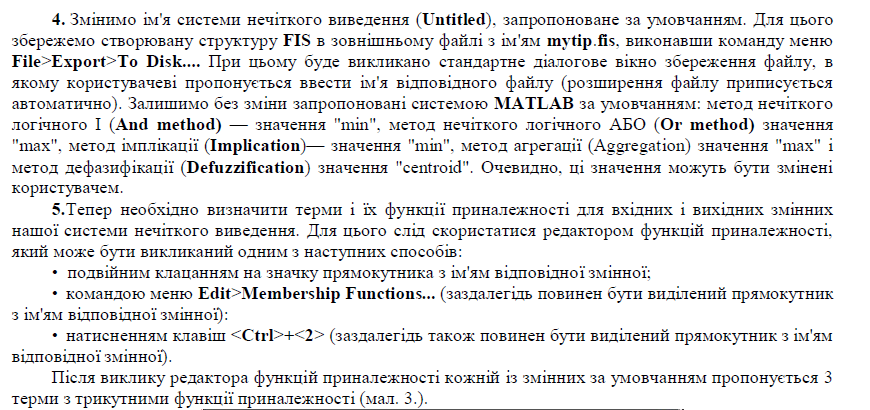 4. Змінимо ім'я системи нечіткого виведення (Untitled), запропоноване за умовчанням. Для цього
збережемо створювану структуру FIS в зовнішньому файлі з ім'ям mytip.fis, виконавши команду меню
File>Export>To Disk.... При цьому буде викликано стандартне діалогове вікно збереження файлу, в
якому користувачеві пропонується ввести ім'я відповідного файлу (розширення файлу приписується
автоматично). Залишимо без зміни запропоновані системою MATLAB за умовчанням: метод нечіткого
логічного І (And method) — значення "min", метод нечіткого логічного АБО (Or method) значення
"max", метод імплікації (Implication)— значення "min", метод агрегації (Aggregation) значення "max" і
метод дефазифікації (Defuzzification) значення "centroid". Очевидно, ці значення можуть бути змінені
користувачем.
5.Тепер необхідно визначити терми і їх функції приналежності для вхідних і вихідних змінних
нашої системи нечіткого виведення. Для цього слід скористатися редактором функцій приналежності,
який може бути викликаний одним з наступних способів:
• подвійним клацанням на значку прямокутника з ім'ям відповідної змінної;
• командою меню Edit>Membership Functions... (заздалегідь повинен бути виділений прямокутник
з ім'ям відповідної змінної):
• натисненням клавіш <Ctrl>+<2> (заздалегідь також повинен бути виділений прямокутник з ім'ям
відповідної змінної).
Після виклику редактора функцій приналежності кожній із змінних за умовчанням пропонується 3
терми з трикутними функції приналежності (мал. 3.).